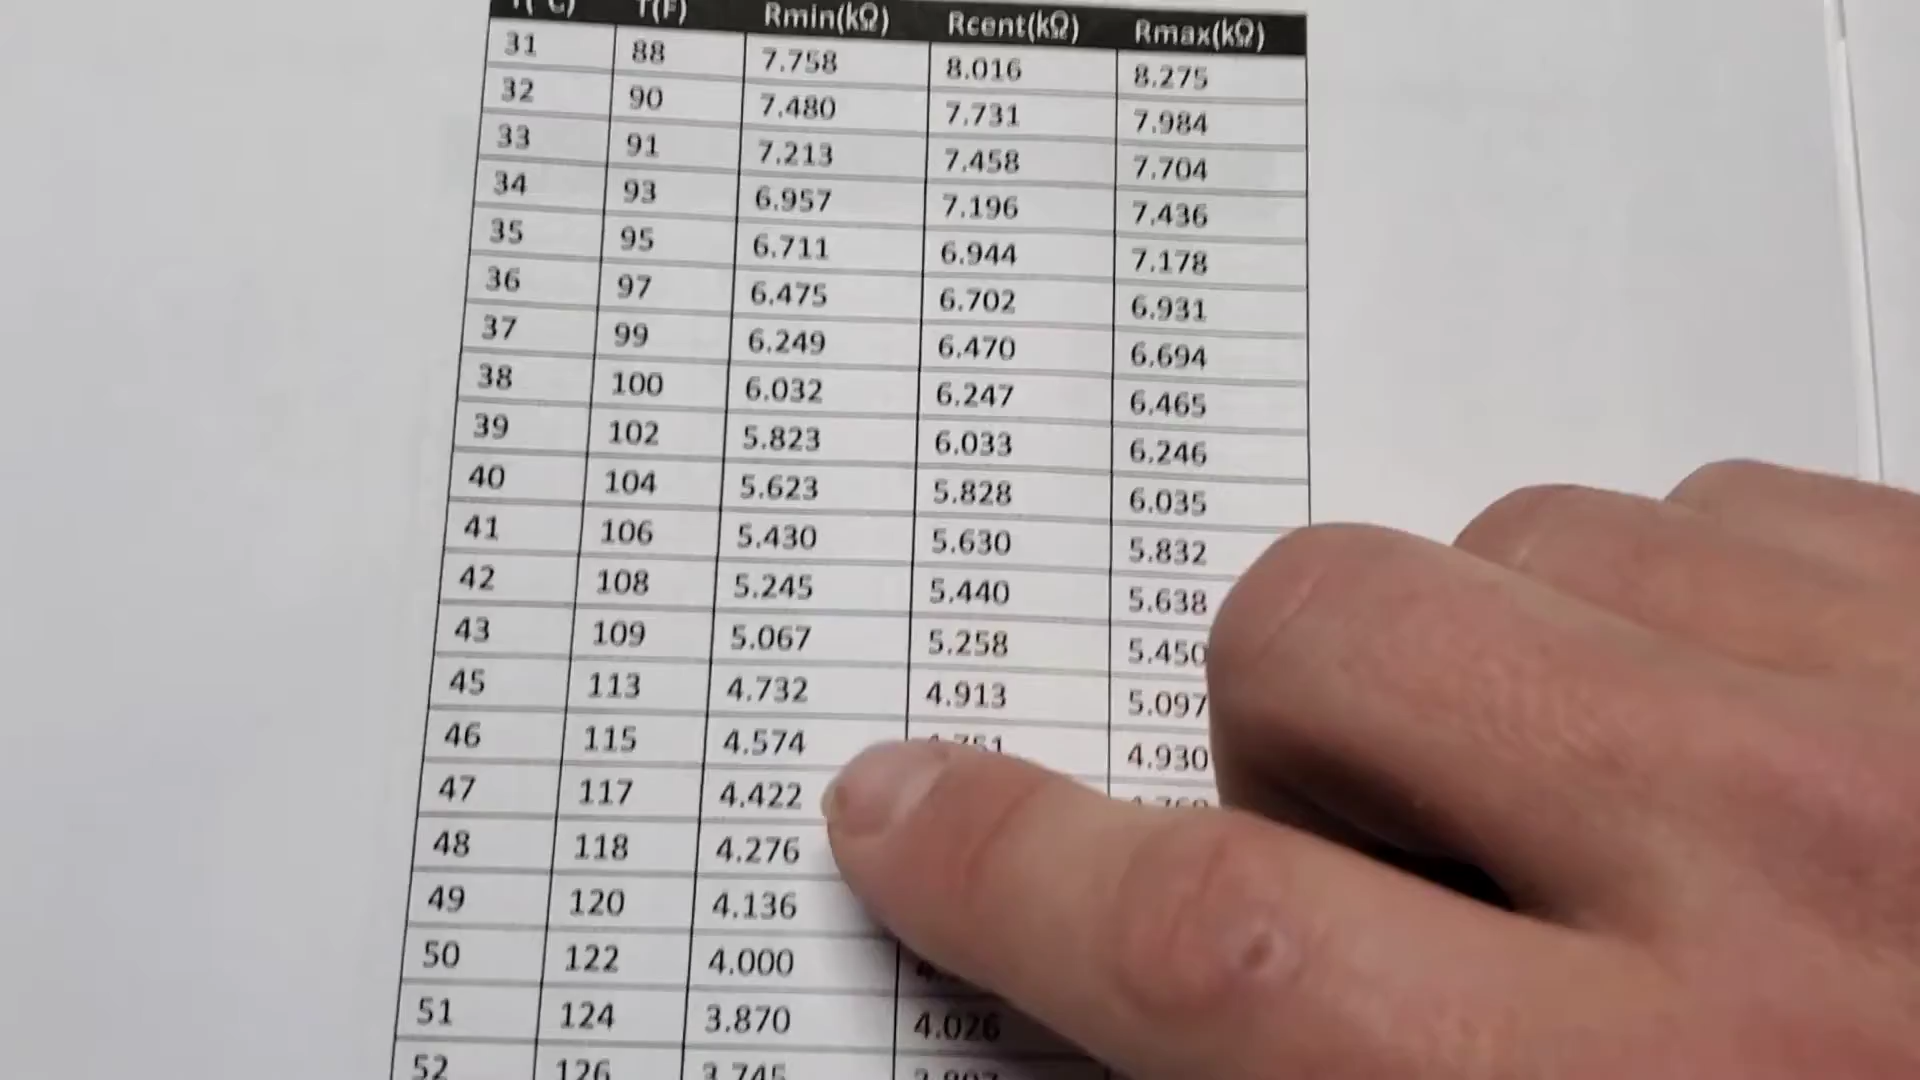 T(°C) T(F) Rmin(kΩ) Rcent(kΩ) Rmax(kΩ)
31 88 7.758 8.016 8.275
32 90 7.480 7.731 7.984
33 91 7.213 7.458 7.704
34 93 6.957 7.196 7.436
35 95 6.711 6.944 7.178
36 97 6.475 6.702 6.931
37 99 6.249 6.470 6.694
38 100 6.032 6.247 6.465
39 102 5.823 6.033 6.246
40 104 5.623 5.828 6.035
41 106 5.430 5.630 5.832
42 108 5.245 5.440 5.638
43 109 5.067 5.258 5.450
45 113 4.732 4.913 5.097
46 115 4.574 4.751 4.930
47 117 4.422
48 118 4.276
49 120 4.136
50 122 4.000
51 124 3.870 4.026
52 126 3.745